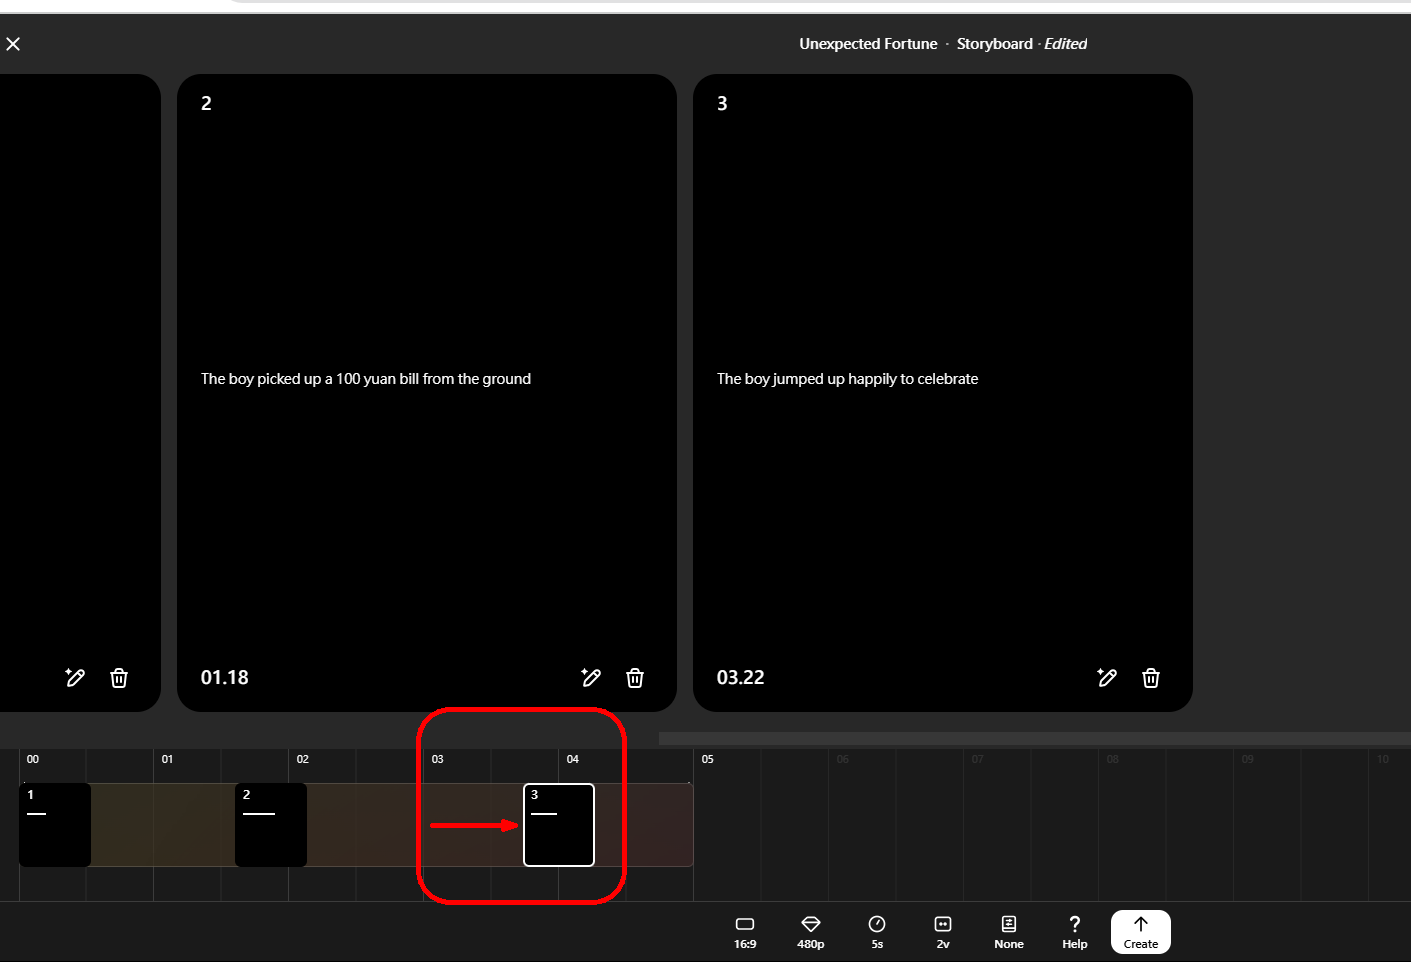 Unexpected Fortune · Storyboard · Edited
2
3
The boy picked up a 100 yuan bill from the ground
The boy jumped up happily to celebrate
01.18
03.22
00 01 02 03 04 05 06 07 08 09 10
1 2 3
16:9 480p 5s 2v None Help Create